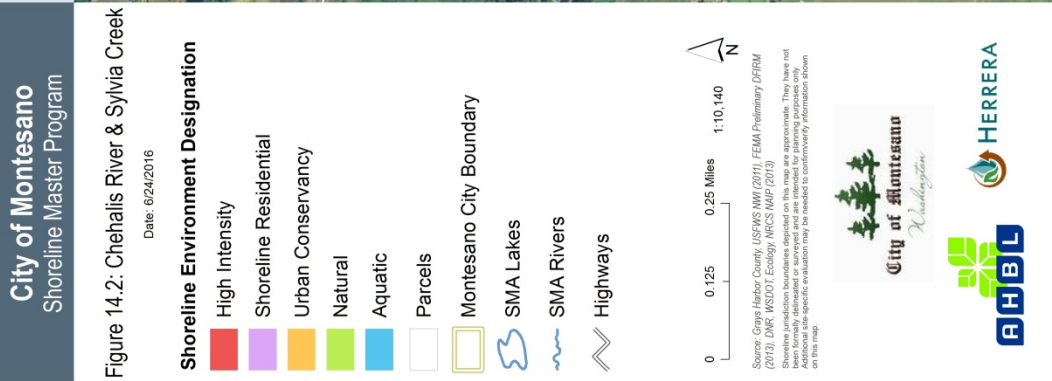 City of Montesano
Shoreline Master Program
Figure 14.2: Chehalis River & Sylvia Creek
Date: 6/24/2016
Shoreline Environment Designation
High Intensity
Shoreline Residential
Urban Conservancy
Natural
Aquatic
Parcels
Montesano City Boundary
SMA Lakes
SMA Rivers
Highways
0 0.125 0.25 Miles
1:10,140
N
Source: Grays Harbor County, USFWS NWI (2011), FEMA Preliminary DFIRM
(2013), DNR, WSDOT, Ecology, NRCS NAIP (2013)
Shoreline jurisdiction boundaries depicted on this map are approximate. They have not
been formally delineated or surveyed and are intended for planning purposes only.
Additional site-specific evaluation may be needed to confirm/verify information shown
on this map.
City of Montesano
Washington
AHBL
HERRERA